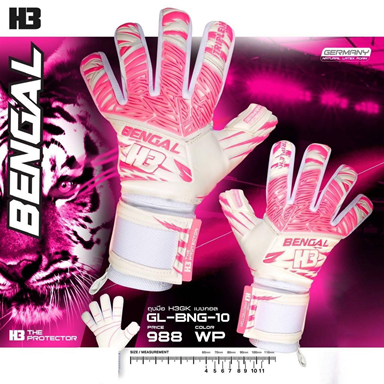 H3
GERMANY
NATURAL LATEX FOAM
BENGAL
BENGAL
H3
BENGAL
H3
ถุงมือ H3GK เบงกอล
GL-BNG-10
PRICE
COLOR
988
WP
H3 THE PROTECTOR
SIZE / MEASUREMENT
4 5 6 7 8 9 10 11